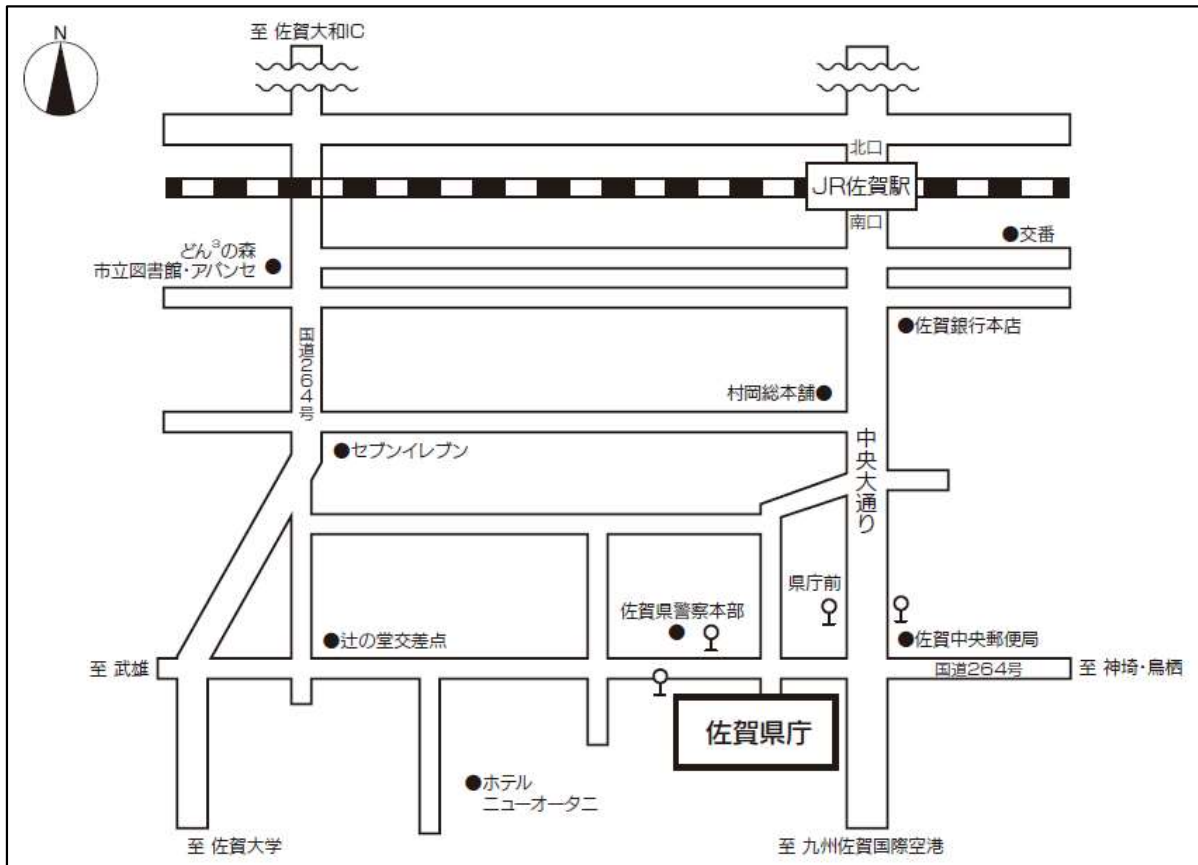 至 佐賀大和IC
N
北口
JR佐賀駅
南口
交番
どん³の森
市立図書館・アバンセ
佐賀銀行本店
国道264号
村岡総本舗
セブンイレブン
中央大通り
県庁前
佐賀県警察本部
辻の堂交差点
佐賀中央郵便局
至 武雄
国道264号
至 神埼・鳥栖
佐賀県庁
ホテル
ニューオータニ
至 佐賀大学
至 九州佐賀国際空港